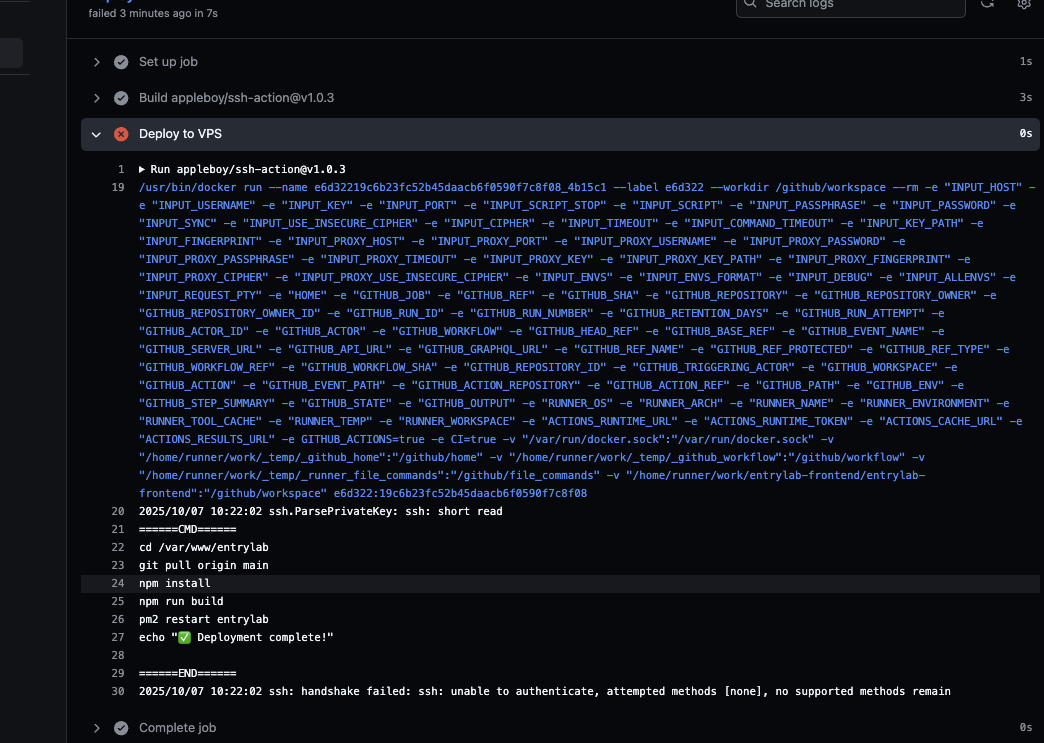 failed 3 minutes ago in 7s
Search logs
Set up job 1s
Build appleboy/ssh-action@v1.0.3 3s
Deploy to VPS 0s
1 ▶ Run appleboy/ssh-action@v1.0.3
19 /usr/bin/docker run --name e6d32219c6b23fc52b45daacb6f0590f7c8f08_4b15c1 --label e6d322 --workdir /github/workspace --rm -e "INPUT_HOST" -
e "INPUT_USERNAME" -e "INPUT_KEY" -e "INPUT_PORT" -e "INPUT_SCRIPT_STOP" -e "INPUT_SCRIPT" -e "INPUT_PASSPHRASE" -e "INPUT_PASSWORD" -e
"INPUT_SYNC" -e "INPUT_USE_INSECURE_CIPHER" -e "INPUT_CIPHER" -e "INPUT_TIMEOUT" -e "INPUT_COMMAND_TIMEOUT" -e "INPUT_KEY_PATH" -e
"INPUT_FINGERPRINT" -e "INPUT_PROXY_HOST" -e "INPUT_PROXY_PORT" -e "INPUT_PROXY_USERNAME" -e "INPUT_PROXY_PASSWORD" -e
"INPUT_PROXY_PASSPHRASE" -e "INPUT_PROXY_TIMEOUT" -e "INPUT_PROXY_KEY" -e "INPUT_PROXY_KEY_PATH" -e "INPUT_PROXY_FINGERPRINT" -e
"INPUT_PROXY_CIPHER" -e "INPUT_PROXY_USE_INSECURE_CIPHER" -e "INPUT_ENVS" -e "INPUT_ENVS_FORMAT" -e "INPUT_DEBUG" -e "INPUT_ALLENVS" -e
"INPUT_REQUEST_PTY" -e "HOME" -e "GITHUB_JOB" -e "GITHUB_REF" -e "GITHUB_SHA" -e "GITHUB_REPOSITORY" -e "GITHUB_REPOSITORY_OWNER" -e
"GITHUB_REPOSITORY_OWNER_ID" -e "GITHUB_RUN_ID" -e "GITHUB_RUN_NUMBER" -e "GITHUB_RETENTION_DAYS" -e "GITHUB_RUN_ATTEMPT" -e
"GITHUB_ACTOR_ID" -e "GITHUB_ACTOR" -e "GITHUB_WORKFLOW" -e "GITHUB_HEAD_REF" -e "GITHUB_BASE_REF" -e "GITHUB_EVENT_NAME" -e
"GITHUB_SERVER_URL" -e "GITHUB_API_URL" -e "GITHUB_GRAPHQL_URL" -e "GITHUB_REF_NAME" -e "GITHUB_REF_PROTECTED" -e "GITHUB_REF_TYPE" -e
"GITHUB_WORKFLOW_REF" -e "GITHUB_WORKFLOW_SHA" -e "GITHUB_REPOSITORY_ID" -e "GITHUB_TRIGGERING_ACTOR" -e "GITHUB_WORKSPACE" -e
"GITHUB_ACTION" -e "GITHUB_EVENT_PATH" -e "GITHUB_ACTION_REPOSITORY" -e "GITHUB_ACTION_REF" -e "GITHUB_PATH" -e "GITHUB_ENV" -e
"GITHUB_STEP_SUMMARY" -e "GITHUB_STATE" -e "GITHUB_OUTPUT" -e "RUNNER_OS" -e "RUNNER_ARCH" -e "RUNNER_NAME" -e "RUNNER_ENVIRONMENT" -e
"RUNNER_TOOL_CACHE" -e "RUNNER_TEMP" -e "RUNNER_WORKSPACE" -e "ACTIONS_RUNTIME_URL" -e "ACTIONS_RUNTIME_TOKEN" -e "ACTIONS_CACHE_URL" -e
"ACTIONS_RESULTS_URL" -e GITHUB_ACTIONS=true -e CI=true -v "/var/run/docker.sock":"/var/run/docker.sock" -v
"/home/runner/work/_temp/_github_home":"/github/home" -v "/home/runner/work/_temp/_github_workflow":"/github/workflow" -v
"/home/runner/work/_temp/_runner_file_commands":"/github/file_commands" -v "/home/runner/work/entrylab-frontend/entrylab-
frontend":"/github/workspace" e6d322:19c6b23fc52b45daacb6f0590f7c8f08
20 2025/10/07 10:22:02 ssh.ParsePrivateKey: ssh: short read
21 ======CMD======
22 cd /var/www/entrylab
23 git pull origin main
24 npm install
25 npm run build
26 pm2 restart entrylab
27 echo "✅ Deployment complete!"
28
29 ======END======
30 2025/10/07 10:22:02 ssh: handshake failed: ssh: unable to authenticate, attempted methods [none], no supported methods remain
Complete job 0s